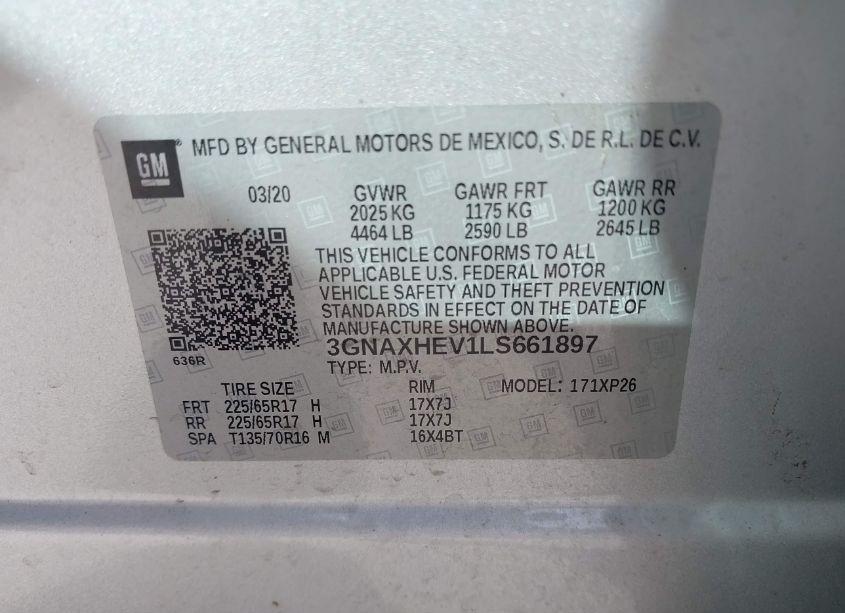 GM ® MFD BY GENERAL MOTORS DE MEXICO, S. DE R.L. DE C.V.
03/20 GVWR GAWR FRT GAWR RR
2025 KG 1175 KG 1200 KG
4464 LB 2590 LB 2645 LB
THIS VEHICLE CONFORMS TO ALL
APPLICABLE U.S. FEDERAL MOTOR
VEHICLE SAFETY AND THEFT PREVENTION
STANDARDS IN EFFECT ON THE DATE OF
MANUFACTURE SHOWN ABOVE.
636R
3GNAXHEV1LS661897
TYPE: M.P.V.
TIRE SIZE RIM MODEL: 171XP26
FRT 225/65R17 H 17X7J
RR 225/65R17 H 17X7J
SPA T135/70R16 M 16X4BT